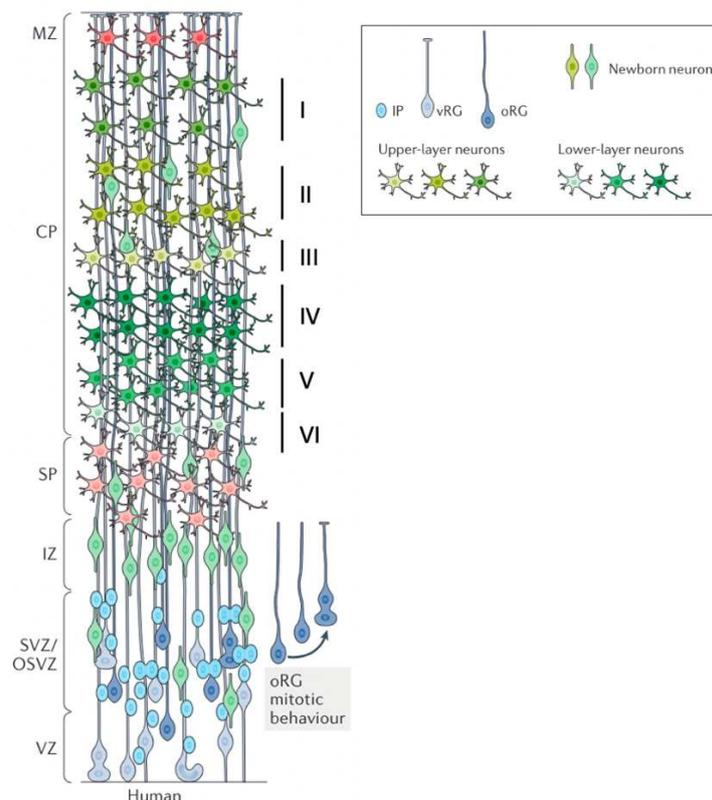 MZ
I
II
CP
III
IV
V
VI
SP
IZ
SVZ/
OSVZ
VZ
oRG
mitotic
behaviour
Human
IP
vRG
oRG
Newborn neuron
Upper-layer neurons
Lower-layer neurons